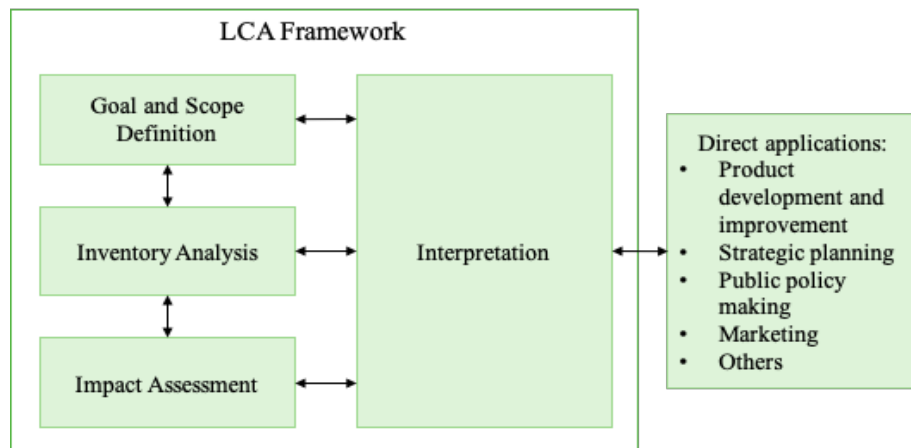 LCA Framework
Goal and Scope
Definition
Inventory Analysis
Impact Assessment
Interpretation
Direct applications:
• Product
development and
improvement
• Strategic planning
• Public policy
making
• Marketing
• Others